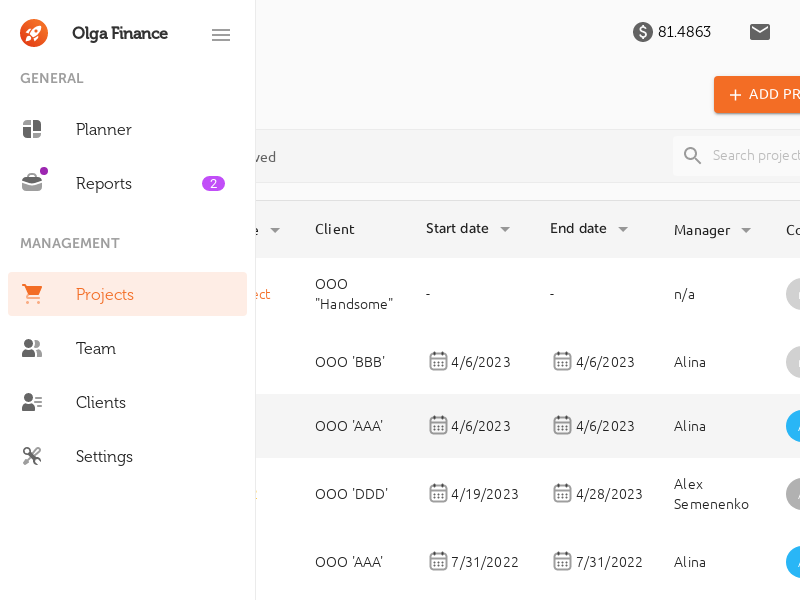 Olga Finance
$ 81.4863
GENERAL
+ ADD PR
Planner
ved
Search project
Reports 2
MANAGEMENT
e Client Start date End date Manager Co
Projects
ect
OOO
"Handsome"
- - n/a
Team
OOO 'BBB' 4/6/2023 4/6/2023 Alina
Clients
OOO 'AAA' 4/6/2023 4/6/2023 Alina
Settings
OOO 'DDD' 4/19/2023 4/28/2023
Alex
Semenenko
OOO 'AAA' 7/31/2022 7/31/2022 Alina